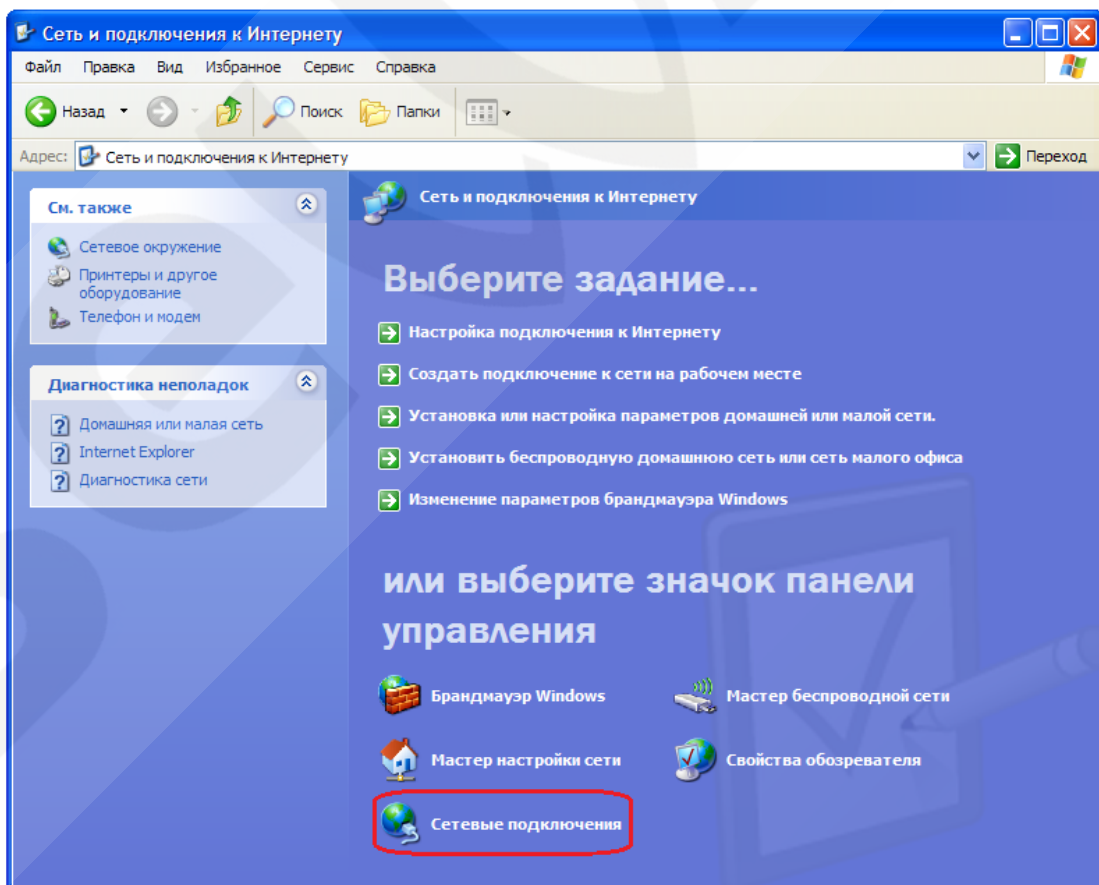 Сеть и подключения к Интернету
Файл Правка Вид Избранное Сервис Справка
Назад Поиск Папки
Адрес: Сеть и подключения к Интернету Переход
См. также
Сетевое окружение
Принтеры и другое
оборудование
Телефон и модем
Диагностика неполадок
Домашняя или малая сеть
Internet Explorer
Диагностика сети
Сеть и подключения к Интернету
Выберите задание...
Настройка подключения к Интернету
Создать подключение к сети на рабочем месте
Установка или настройка параметров домашней или малой сети.
Установить беспроводную домашнюю сеть или сеть малого офиса
Изменение параметров брандмауэра Windows
или выберите значок панели
управления
Брандмауэр Windows Мастер беспроводной сети
Мастер настройки сети Свойства обозревателя
Сетевые подключения